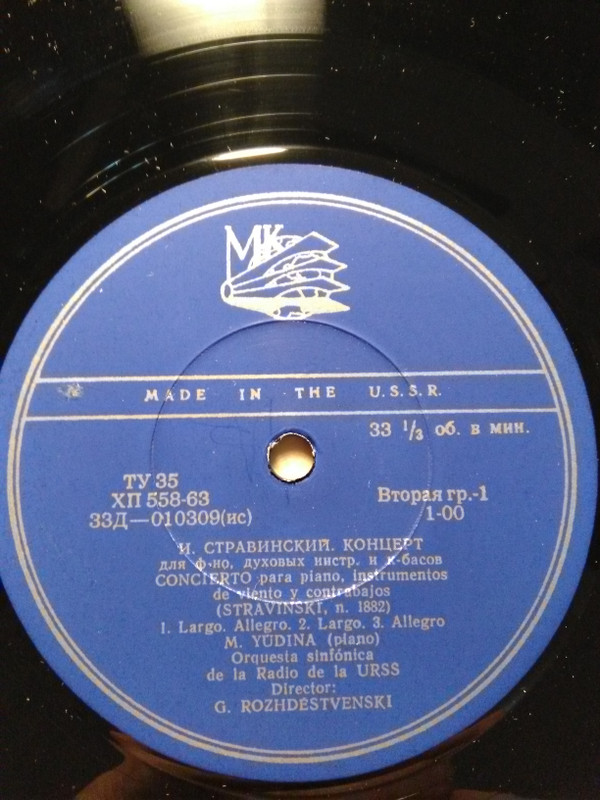 МК
MADE IN THE U.S.S.R.
33 1/3 об. в мин.
ТУ 35
ХП 558-63
33Д—010309(ис)
Вторая гр.-1
1-00
И. СТРАВИНСКИЙ. КОНЦЕРТ
для ф-но, духовых инстр. и к-басов
CONCIERTO para piano, instrumentos
de viento y contrabajos
(STRAVINSKI, n. 1882)
1. Largo. Allegro. 2. Largo. 3. Allegro
M. YUDINA (piano)
Orquesta sinfónica
de la Radio de la URSS
Director:
G. ROZHDESTVENSKI